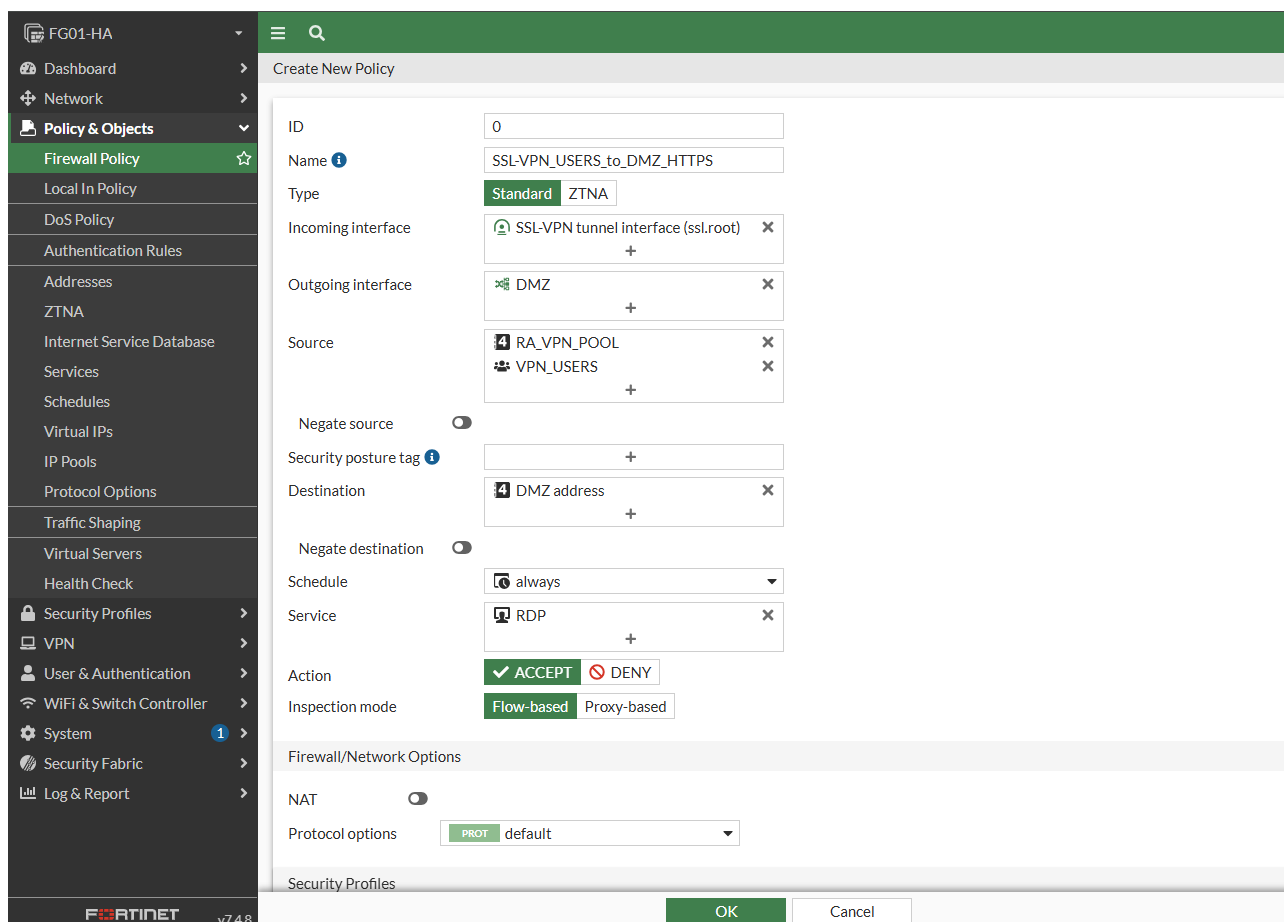 FG01-HA
Dashboard
Network
Policy & Objects
Firewall Policy
Local In Policy
DoS Policy
Authentication Rules
Addresses
ZTNA
Internet Service Database
Services
Schedules
Virtual IPs
IP Pools
Protocol Options
Traffic Shaping
Virtual Servers
Health Check
Security Profiles
VPN
User & Authentication
WiFi & Switch Controller
System 1
Security Fabric
Log & Report
FORTINET v7.4.8
Create New Policy
ID 0
Name SSL-VPN_USERS_to_DMZ_HTTPS
Type Standard ZTNA
Incoming interface SSL-VPN tunnel interface (ssl.root)
Outgoing interface DMZ
Source 4 RA_VPN_POOL
VPN_USERS
Negate source
Security posture tag
Destination 4 DMZ address
Negate destination
Schedule always
Service RDP
Action ACCEPT DENY
Inspection mode Flow-based Proxy-based
Firewall/Network Options
NAT
Protocol options PROT default
Security Profiles
OK Cancel